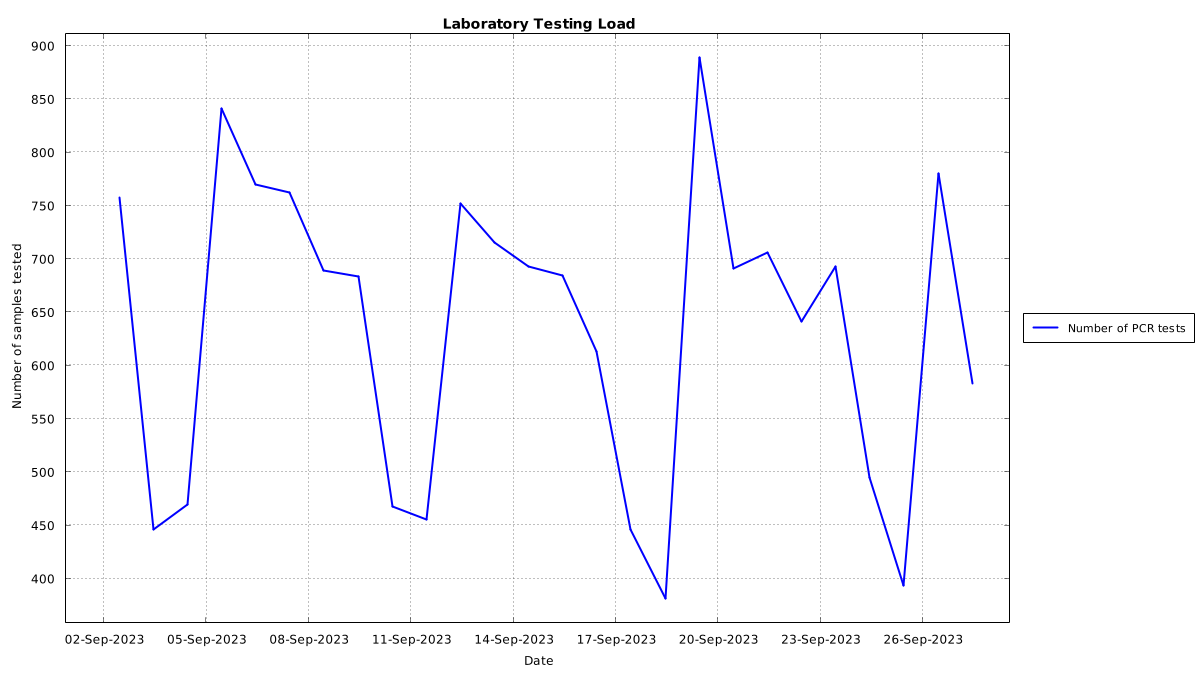 Laboratory Testing Load
900
850
800
750
700
650
600
550
500
450
400
Number of samples tested
02-Sep-2023 05-Sep-2023 08-Sep-2023 11-Sep-2023 14-Sep-2023 17-Sep-2023 20-Sep-2023 23-Sep-2023 26-Sep-2023
Date
Number of PCR tests